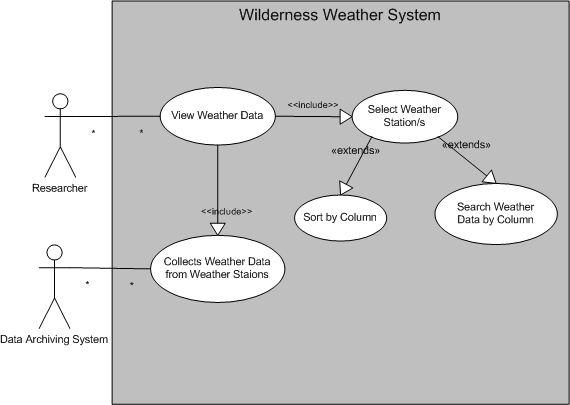 Wilderness Weather System
<<include>>
View Weather Data
Select Weather
Station/s
* *
«extends»
«extends»
Researcher
<<include>>
Sort by Column
Search Weather
Data by Column
Collects Weather Data
from Weather Staions
* *
Data Archiving System